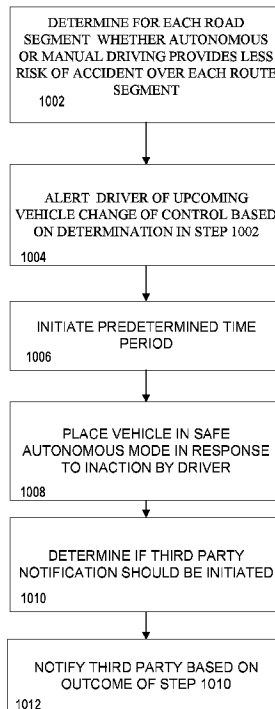 DETERMINE FOR EACH ROAD
SEGMENT WHETHER AUTONOMOUS
OR MANUAL DRIVING PROVIDES LESS
RISK OF ACCIDENT OVER EACH ROUTE
SEGMENT
1002
ALERT DRIVER OF UPCOMING
VEHICLE CHANGE OF CONTROL BASED
ON DETERMINATION IN STEP 1002
1004
INITIATE PREDETERMINED TIME
PERIOD
1006
PLACE VEHICLE IN SAFE
AUTONOMOUS MODE IN RESPONSE
TO INACTION BY DRIVER
1008
DETERMINE IF THIRD PARTY
NOTIFICATION SHOULD BE INITIATED
1010
NOTIFY THIRD PARTY BASED ON
OUTCOME OF STEP 1010
1012